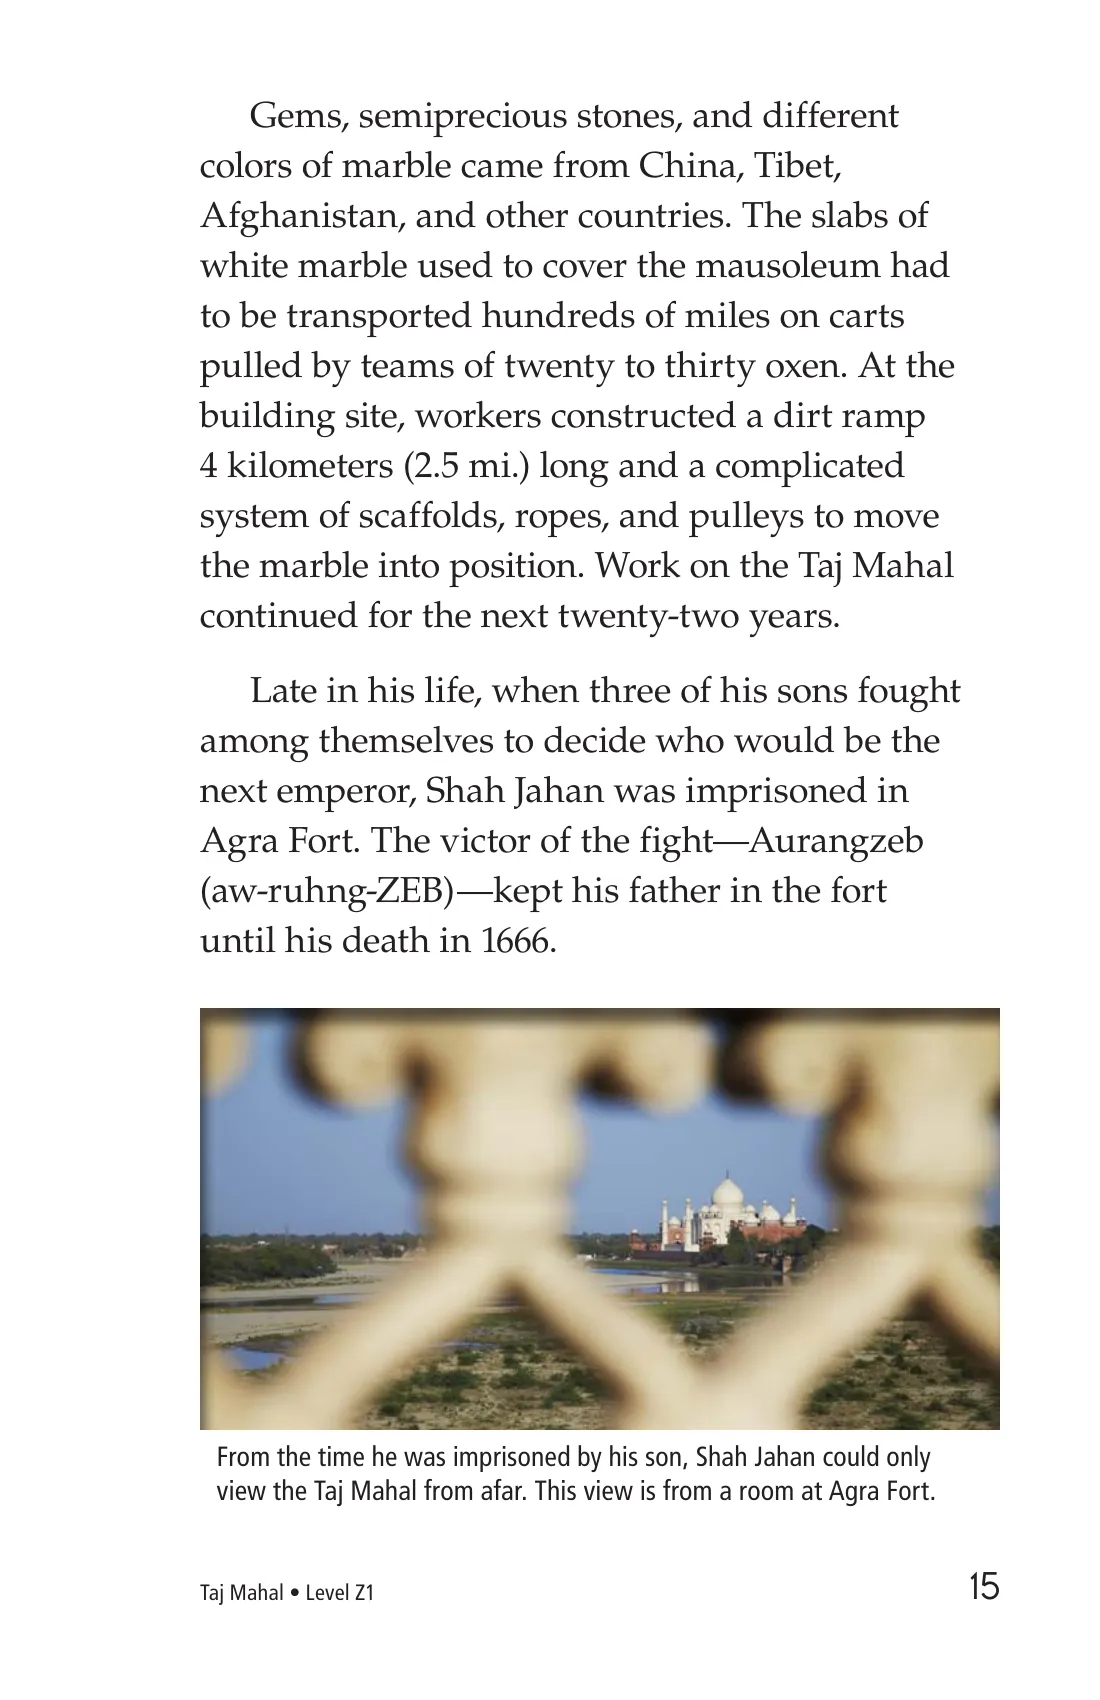 Gems, semiprecious stones, and different
colors of marble came from China, Tibet,
Afghanistan, and other countries. The slabs of
white marble used to cover the mausoleum had
to be transported hundreds of miles on carts
pulled by teams of twenty to thirty oxen. At the
building site, workers constructed a dirt ramp
4 kilometers (2.5 mi.) long and a complicated
system of scaffolds, ropes, and pulleys to move
the marble into position. Work on the Taj Mahal
continued for the next twenty-two years.
Late in his life, when three of his sons fought
among themselves to decide who would be the
next emperor, Shah Jahan was imprisoned in
Agra Fort. The victor of the fight—Aurangzeb
(aw-ruhng-ZEB)—kept his father in the fort
until his death in 1666.
From the time he was imprisoned by his son, Shah Jahan could only
view the Taj Mahal from afar. This view is from a room at Agra Fort.
Taj Mahal • Level Z1
15